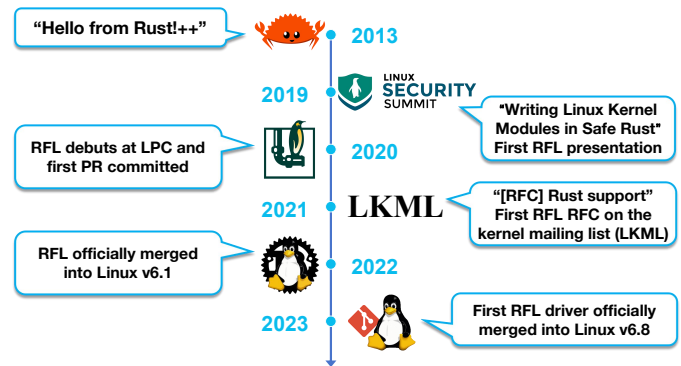 “Hello from Rust!++”
2013
2019
LINUX
SECURITY
SUMMIT
"Writing Linux Kernel
Modules in Safe Rust"
First RFL presentation
RFL debuts at LPC and
first PR committed
2020
2021
LKML
“[RFC] Rust support”
First RFL RFC on the
kernel mailing list (LKML)
RFL officially merged
into Linux v6.1
2022
2023
First RFL driver officially
merged into Linux v6.8